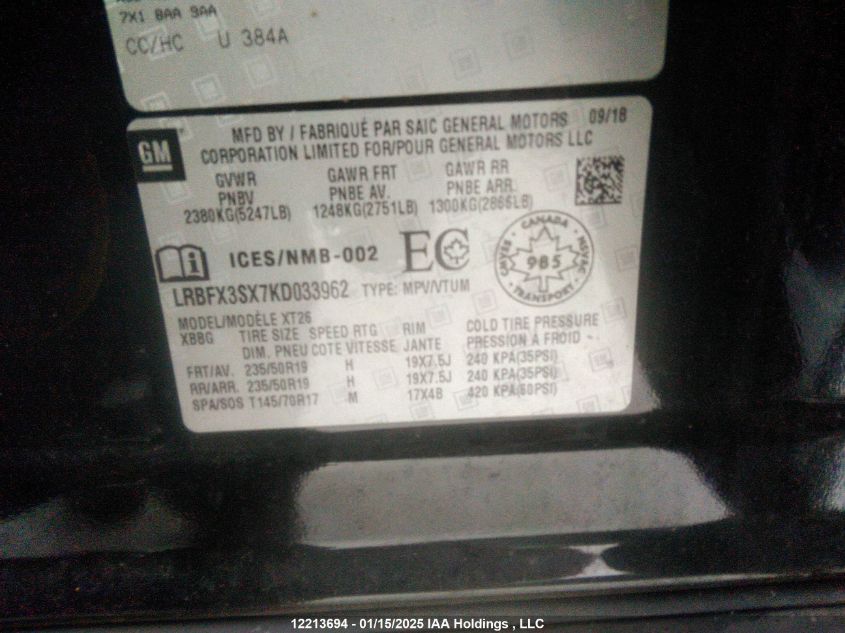 7X1 8AA 9AA
CC/HC U 384A
GM
MFD BY / FABRIQUÉ PAR SAIC GENERAL MOTORS 09/18
CORPORATION LIMITED FOR/POUR GENERAL MOTORS LLC
GVWR GAWR FRT GAWR RR
PNBV PNBE AV. PNBE ARR.
2380KG(5247LB) 1248KG(2751LB) 1300KG(2866LB)
ICES/NMB-002 EC
CANADA
CMVSS 985 NSVAC
TRANSPORT
LRBFX3SX7KD033962 TYPE: MPV/VTUM
MODEL/MODÈLE XT26
XBBG TIRE SIZE SPEED RTG RIM COLD TIRE PRESSURE
DIM. PNEU COTE VITESSE JANTE PRESSION A FROID
FRT/AV. 235/50R19 H 19X7.5J 240 KPA(35PSI)
RR/ARR. 235/50R19 H 19X7.5J 240 KPA(35PSI)
SPA/SOS T145/70R17 M 17X4B 420 KPA(60PSI)
12213694 - 01/15/2025 IAA Holdings , LLC